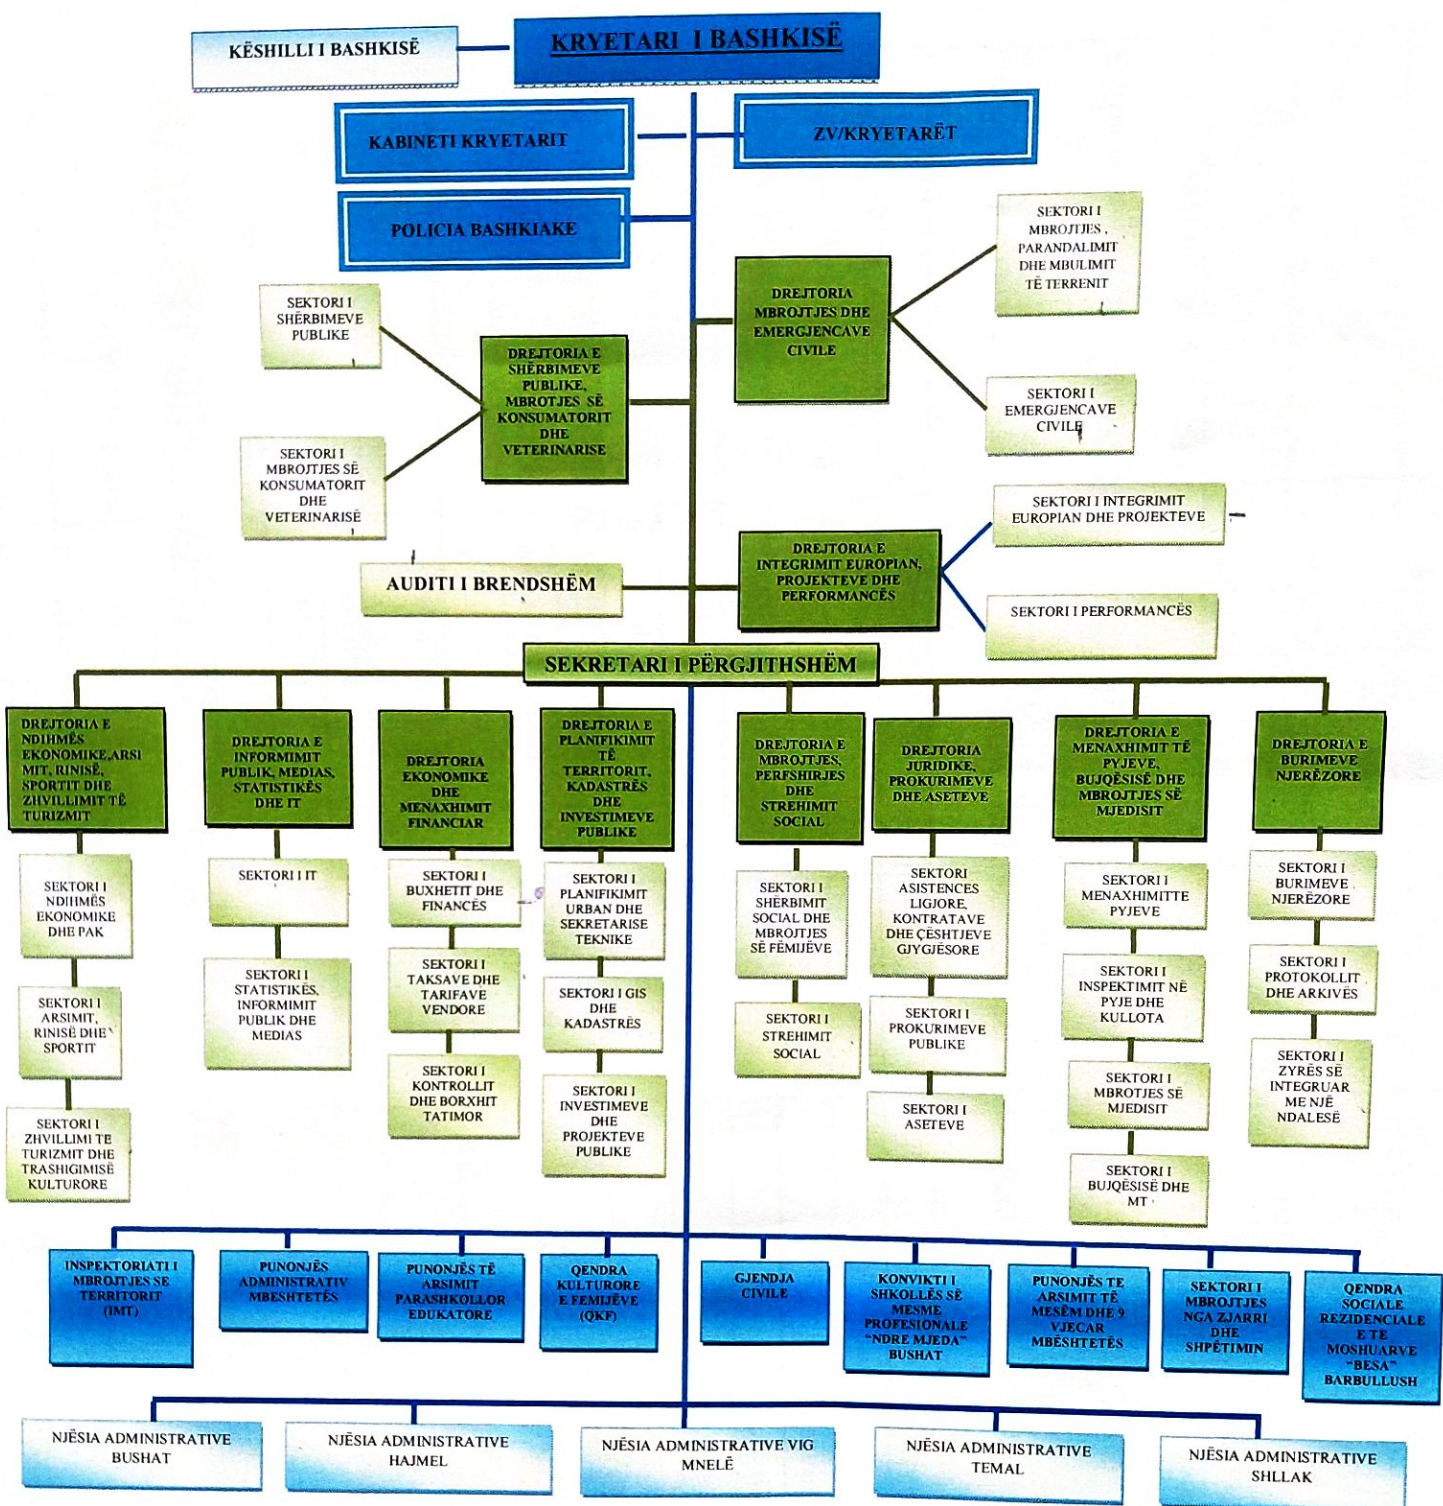 KËSHILLI I BASHKISË
KRYETARI I BASHKISË
KABINETI KRYETARIT
ZV/KRYETARËT
POLICIA BASHKIAKE
SEKTORI I
MBROJTJES ,
PARANDALIMIT
DHE MBULIMIT
TË TERRENIT
DREJTORIA
MBROJTJES DHE
EMERGJENCAVE
CIVILE
SEKTORI I
SHËRBIMEVE
PUBLIKE
DREJTORIA E
SHËRBIMEVE
PUBLIKE,
MBROTJES SË
KONSUMATORIT
DHE
VETERINARISE
SEKTORI I
EMERGJENCAVE
CIVILE
SEKTORI I
MBROJTJES SË
KONSUMATORIT
DHE
VETERINARISË
SEKTORI I INTEGRIMIT
EUROPIAN DHE PROJEKTEVE
DREJTORIA E
INTEGRIMIT EUROPIAN,
PROJEKTEVE DHE
PERFORMANCËS
AUDITI I BRENDSHËM
SEKTORI I PERFORMANCËS
SEKRETARI I PËRGJITHSHËM
DREJTORIA E
NDIHMËS
EKONOMIKE,ARSI
MIT, RINISË,
SPORTIT DHE
ZHVILLIMIT TË
TURIZMIT
DREJTORIA E
INFORMIMIT
PUBLIK, MEDIAS,
STATISTIKËS
DHE IT
DREJTORIA
EKONOMIKE
DHE
MENAXHIMIT
FINANCIAR
DREJTORIA E
PLANIFIKIMIT
TË
TERRITORIT,
KADASTRËS
DHE
INVESTIMEVE
PUBLIKE
DREJTORIA E
MBROJTJES,
PERFSHIRJES
DHE
STREHIMIT
SOCIAL
DREJTORIA
JURIDIKE,
PROKURIMEVE
DHE ASETEVE
DREJTORIA E
MENAXHIMIT TË
PYJEVE,
BUJQËSISË DHE
MBROJTJES SË
MJEDISIT
DREJTORIA E
BURIMEVE
NJERËZORE
SEKTORI I
NDIHMËS
EKONOMIKE
DHE PAK
SEKTORI I IT
SEKTORI I
BUXHETIT DHE
FINANCËS
SEKTORI I
PLANIFIKIMIT
URBAN DHE
SEKRETARISE
TEKNIKE
SEKTORI I
SHËRBIMIT
SOCIAL DHE
MBROJTJES
SË FËMIJËVE
SEKTORI
ASISTENCES
LIGJORE,
KONTRATAVE
DHE ÇËSHTJEVE
GJYGJËSORE
SEKTORI I
MENAXHIMITTE
PYJEVE
SEKTORI I
BURIMEVE
NJERËZORE
SEKTORI I
ARSIMIT,
RINISË DHE
SPORTIT
SEKTORI I
STATISTIKËS,
INFORMIMIT
PUBLIK DHE
MEDIAS
SEKTORI I
TAKSAVE DHE
TARIFAVE
VENDORE
SEKTORI I GIS
DHE
KADASTRËS
SEKTORI I
STREHIMIT
SOCIAL
SEKTORI I
PROKURIMEVE
PUBLIKE
SEKTORI I
INSPEKTIMIT NË
PYJE DHE
KULLOTA
SEKTORI I
PROTOKOLLIT
DHE ARKIVËS
SEKTORI I
ZHVILLIMI TE
TURIZMIT DHE
TRASHIGIMISË
KULTURORE
SEKTORI I
KONTROLLIT
DHE BORXHIT
TATIMOR
SEKTORI I
INVESTIMEVE
DHE
PROJEKTEVE
PUBLIKE
SEKTORI I
ASETEVE
SEKTORI I
MBROTJES SË
MJEDISIT
SEKTORI I
ZYRËS SË
INTEGRUAR
ME NJË
NDALESË
SEKTORI I
BUJQËSISË DHE
MT
INSPEKTORIATI I
MBROJTJES SE
TERRITORIT
(IMT)
PUNONJËS
ADMINISTRATIV
MBESHTETËS
PUNONJËS TË
ARSIMIT
PARASHKOLLOR
EDUKATORE
QENDRA
KULTURORE
E FEMIJËVE
(QKF)
GJENDJA
CIVILE
KONVIKTI I
SHKOLLËS SË
MESME
PROFESIONALE
“NDRE MJEDA”
BUSHAT
PUNONJËS TE
ARSIMIT TË
MESËM DHE 9
VJECAR
MBËSHTETËS
SEKTORI I
MBROJTJES
NGA ZJARRI
DHE
SHPËTIMIN
QENDRA
SOCIALE
REZIDENCIALE
E TE
MOSHUARVE
“BESA”
BARBULLUSH
NJËSIA ADMINISTRATIVE
BUSHAT
NJËSIA ADMINISTRATIVE
HAJMEL
NJËSIA ADMINISTRATIVE VIG
MNELË
NJËSIA ADMINISTRATIVE
TEMAL
NJËSIA ADMINISTRATIVE
SHLLAK